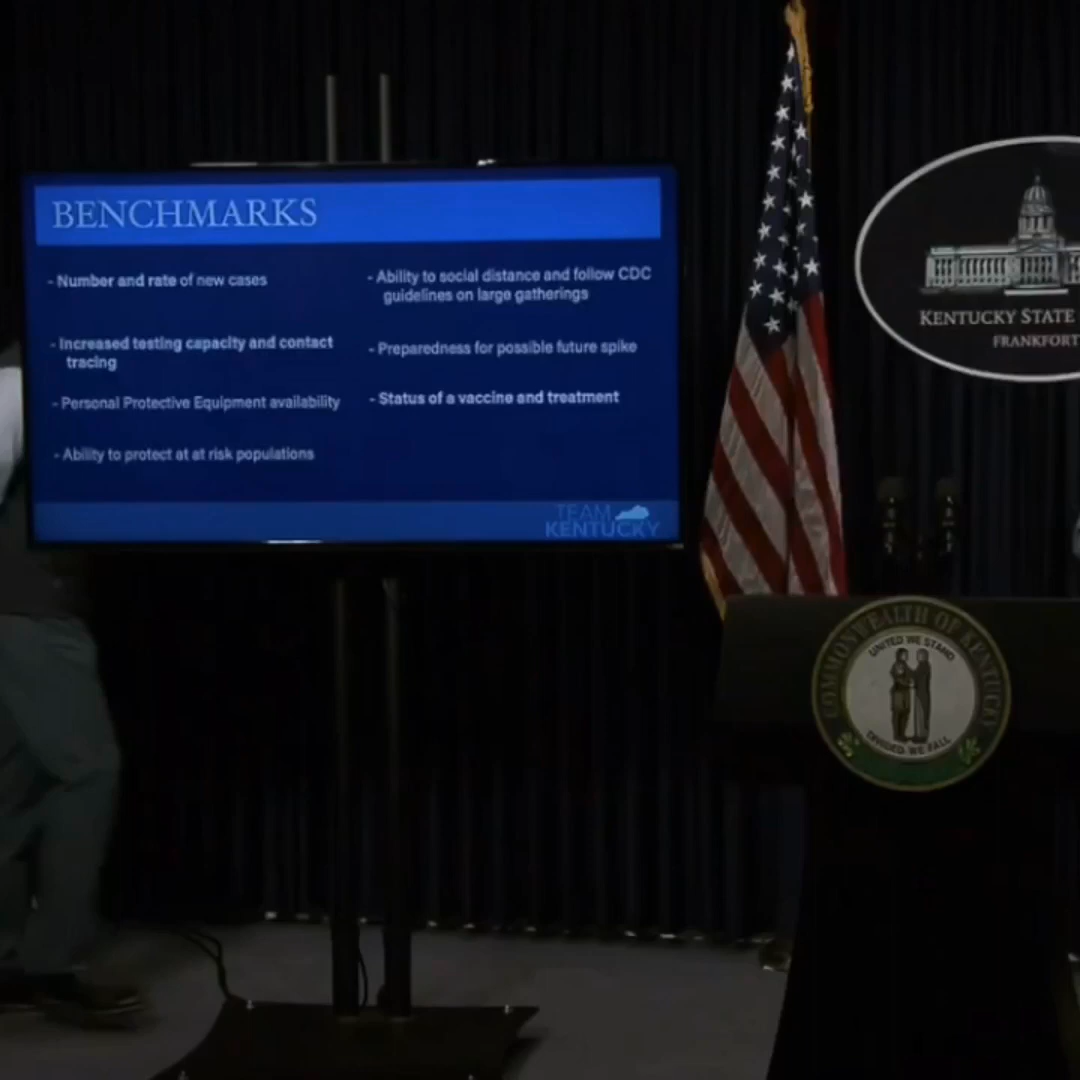 BENCHMARKS
- Number and rate of new cases
- Increased testing capacity and contact
tracing
- Personal Protective Equipment availability
- Ability to protect at at risk populations
- Ability to social distance and follow CDC
guidelines on large gatherings
- Preparedness for possible future spike
- Status of a vaccine and treatment
TEAM
KENTUCKY
KENTUCKY STATE
FRANKFORT
COMMONWEALTH OF KENTUCKY
UNITED WE STAND
DIVIDED WE FALL